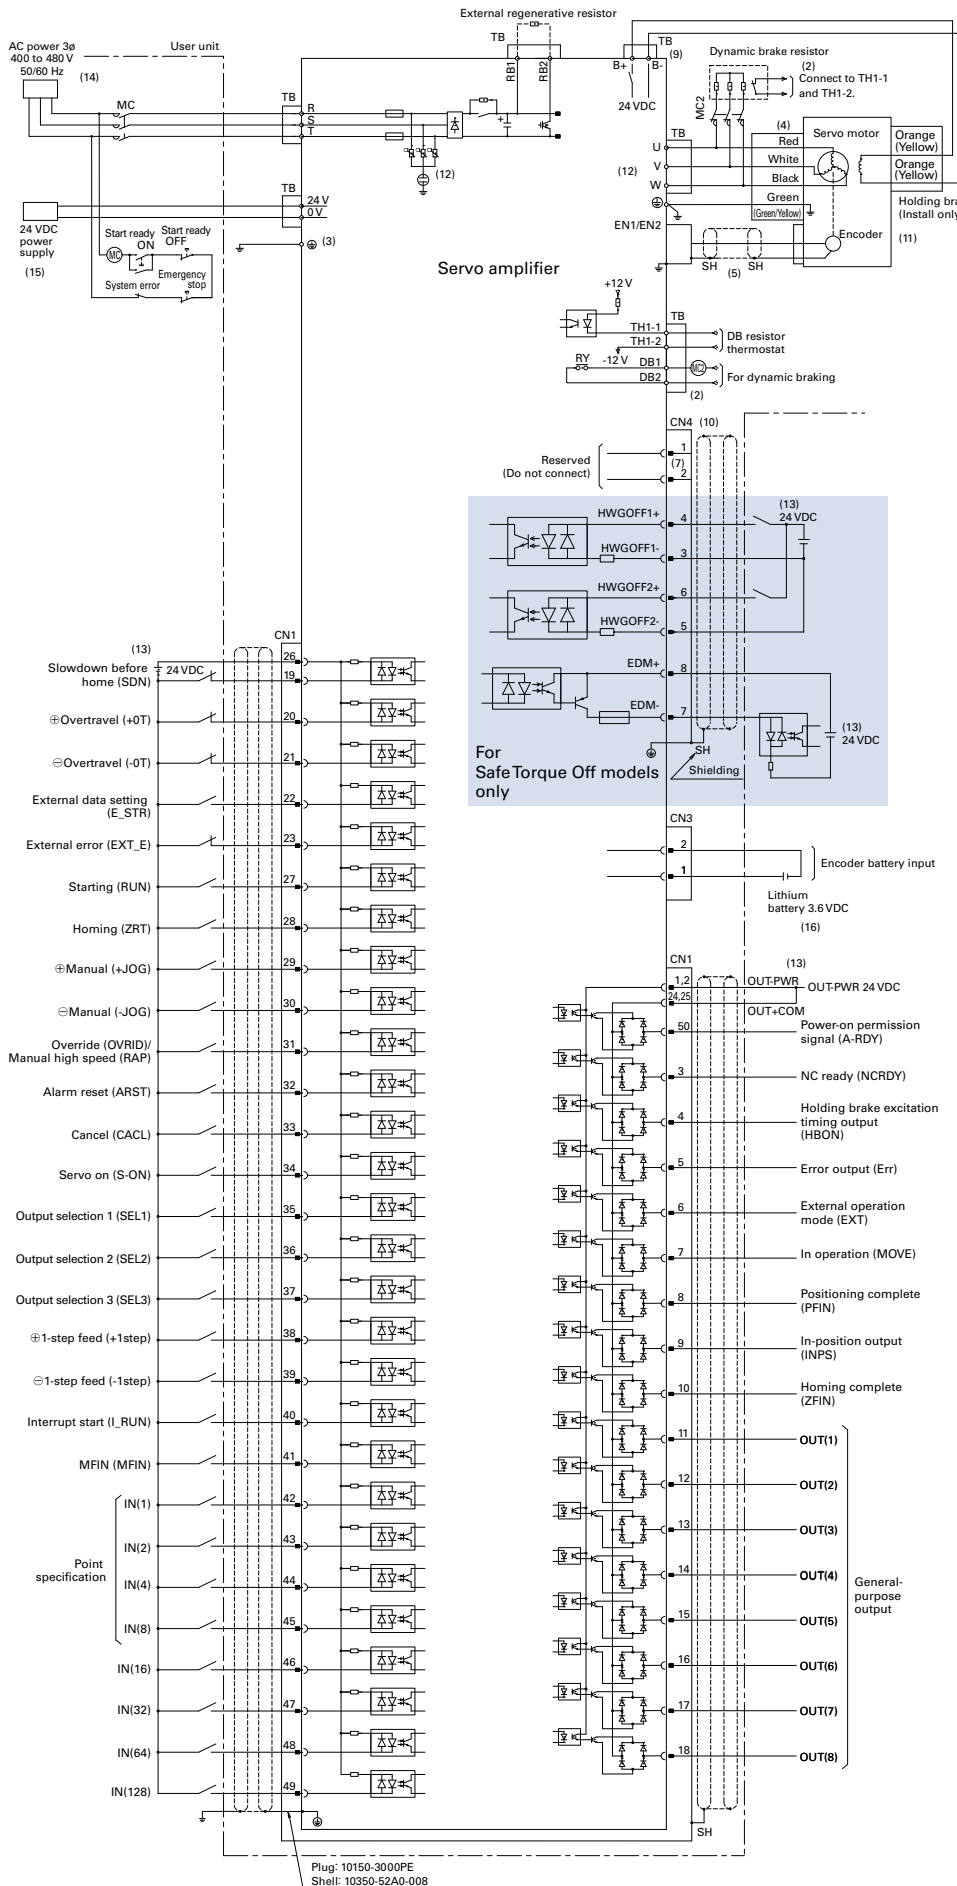 External regenerative resistor
AC power 3ø
400 to 480 V
50/60 Hz
(14)
User unit
TB
RB1
RB2
TB
(9)
B+
B-
24 VDC
Dynamic brake resistor
(2)
Connect to TH1-1
and TH1-2.
MC2
MC
TB
R
S
T
(12)
TB
U
V
W
(12)
(4)
Servo motor
Red
White
Black
Green
(Green/Yellow)
Orange
(Yellow)
Orange
(Yellow)
Holding bra
(Install only
(11)
EN1/EN2
Encoder
SH
(5)
SH
TB
24 V
0 V
(3)
24 VDC
power
supply
(15)
Start ready
ON
Start ready
OFF
MC
System error
Emergency
stop
Servo amplifier
+12 V
TB
TH1-1
TH1-2
-12 V
DB resistor
thermostat
RY
DB1
DB2
MC2
For dynamic braking
(2)
CN4
(10)
Reserved
(Do not connect)
1
(7)
2
HWGOFF1+
4
HWGOFF1-
3
HWGOFF2+
6
HWGOFF2-
5
(13)
24 VDC
EDM+
8
EDM-
7
(13)
24 VDC
SH
Shielding
For
Safe Torque Off models
only
CN3
2
1
Encoder battery input
Lithium
battery 3.6 VDC
(16)
CN1
(13)
24 VDC
26
Slowdown before
home (SDN)
19
⊕Overtravel (+0T)
20
⊖Overtravel (-0T)
21
External data setting
(E_STR)
22
External error (EXT_E)
23
Starting (RUN)
27
Homing (ZRT)
28
⊕Manual (+JOG)
29
⊖Manual (-JOG)
30
Override (OVRID)/
Manual high speed (RAP)
31
Alarm reset (ARST)
32
Cancel (CACL)
33
Servo on (S-ON)
34
Output selection 1 (SEL1)
35
Output selection 2 (SEL2)
36
Output selection 3 (SEL3)
37
⊕1-step feed (+1step)
38
⊖1-step feed (-1step)
39
Interrupt start (I_RUN)
40
MFIN (MFIN)
41
Point
specification
IN(1)
42
IN(2)
43
IN(4)
44
IN(8)
45
IN(16)
46
IN(32)
47
IN(64)
48
IN(128)
49
CN1
(13)
1,2
OUT-PWR
OUT-PWR 24 VDC
24,25
OUT+COM
50
Power-on permission
signal (A-RDY)
3
NC ready (NCRDY)
4
Holding brake excitation
timing output
(HBON)
5
Error output (Err)
6
External operation
mode (EXT)
7
In operation (MOVE)
8
Positioning complete
(PFIN)
9
In-position output
(INPS)
10
Homing complete
(ZFIN)
11
OUT(1)
12
OUT(2)
13
OUT(3)
14
OUT(4)
15
OUT(5)
16
OUT(6)
17
OUT(7)
18
OUT(8)
General-
purpose
output
SH
Plug: 10150-3000PE
Shell: 10350-52A0-008